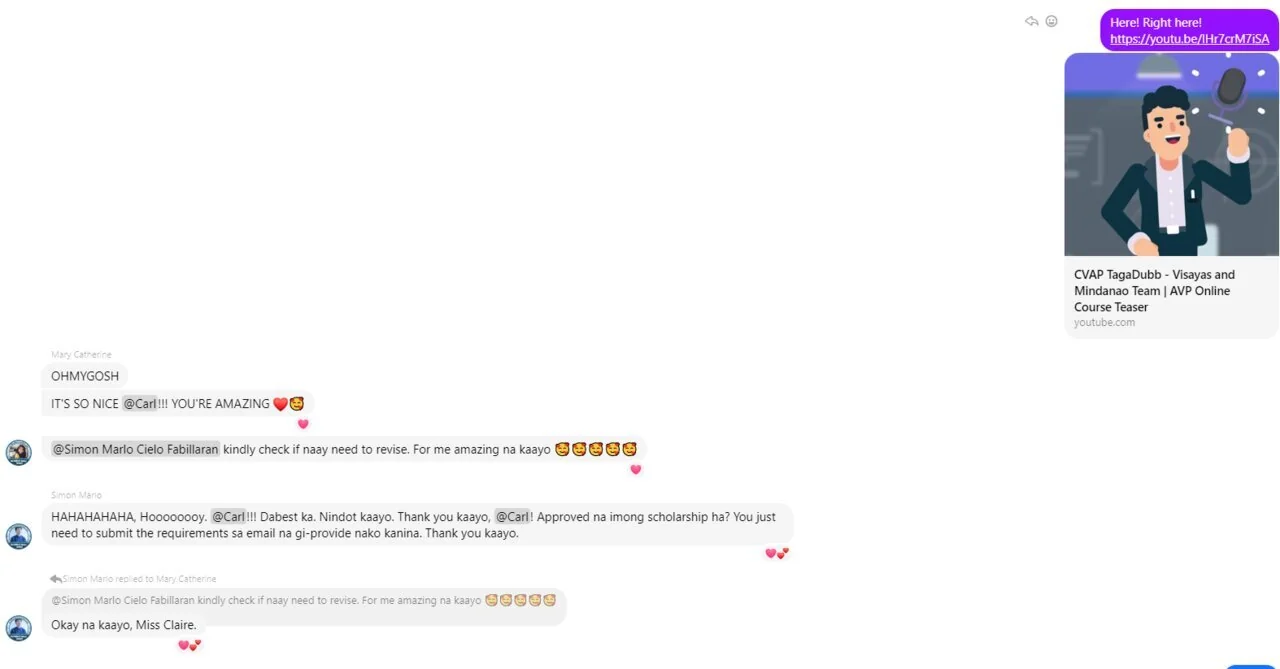 Here! Right here!
https://youtu.be/lHr7crM7iSA
CVAP TagaDubb - Visayas and
Mindanao Team | AVP Online
Course Teaser
youtube.com
Mary Catherine
OHMYGOSH
IT'S SO NICE @Carl!!! YOU'RE AMAZING ❤️🥰
@Simon Marlo Cielo Fabillaran kindly check if naay need to revise. For me amazing na kaayo 🥰🥰🥰🥰🥰
Simon Marlo
HAHAHAHAHA, Hoooooooy. @Carl!!! Dabest ka. Nindot kaayo. Thank you kaayo, @Carl! Approved na imong scholarship ha? You just
need to submit the requirements sa email na gi-provide nako kanina. Thank you kaayo.
Simon Marlo replied to Mary Catherine
@Simon Marlo Cielo Fabillaran kindly check if naay need to revise. For me amazing na kaayo 🥰🥰🥰🥰🥰
Okay na kaayo, Miss Claire.